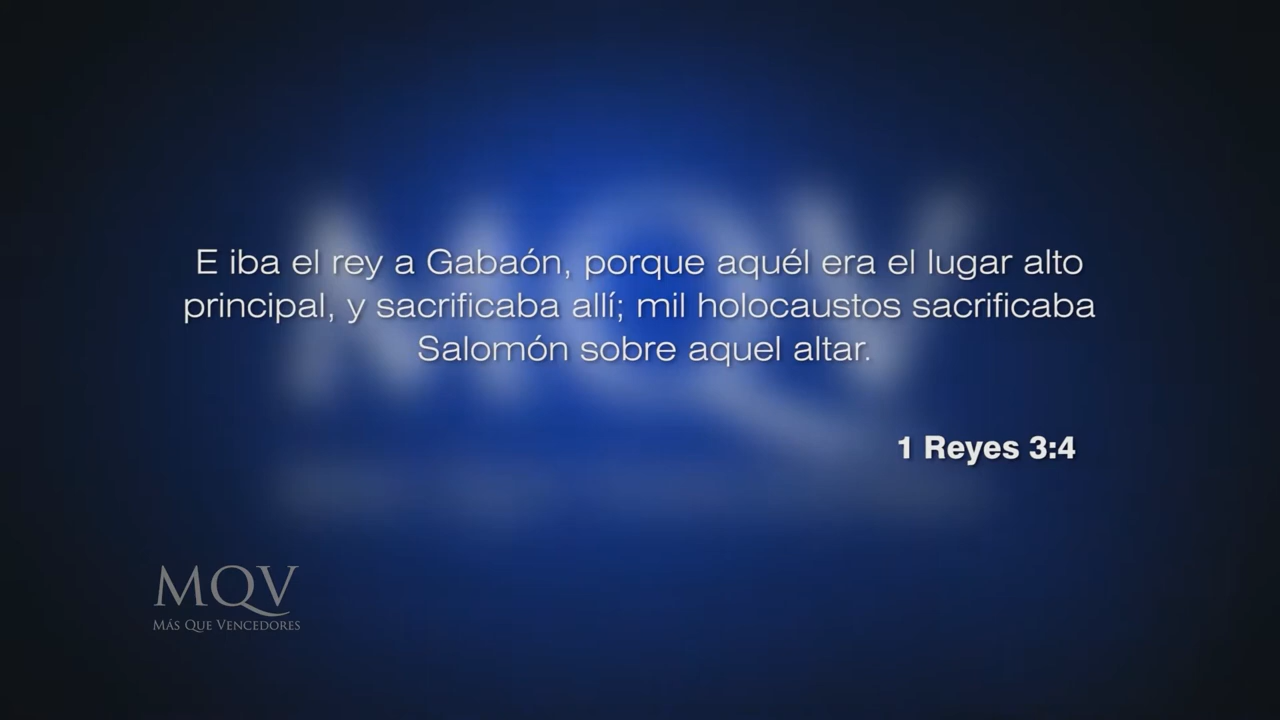 E iba el rey a Gabaón, porque aquél era el lugar alto
principal, y sacrificaba allí; mil holocaustos sacrificaba
Salomón sobre aquel altar.
1 Reyes 3:4
MQV
MÁS QUE VENCEDORES